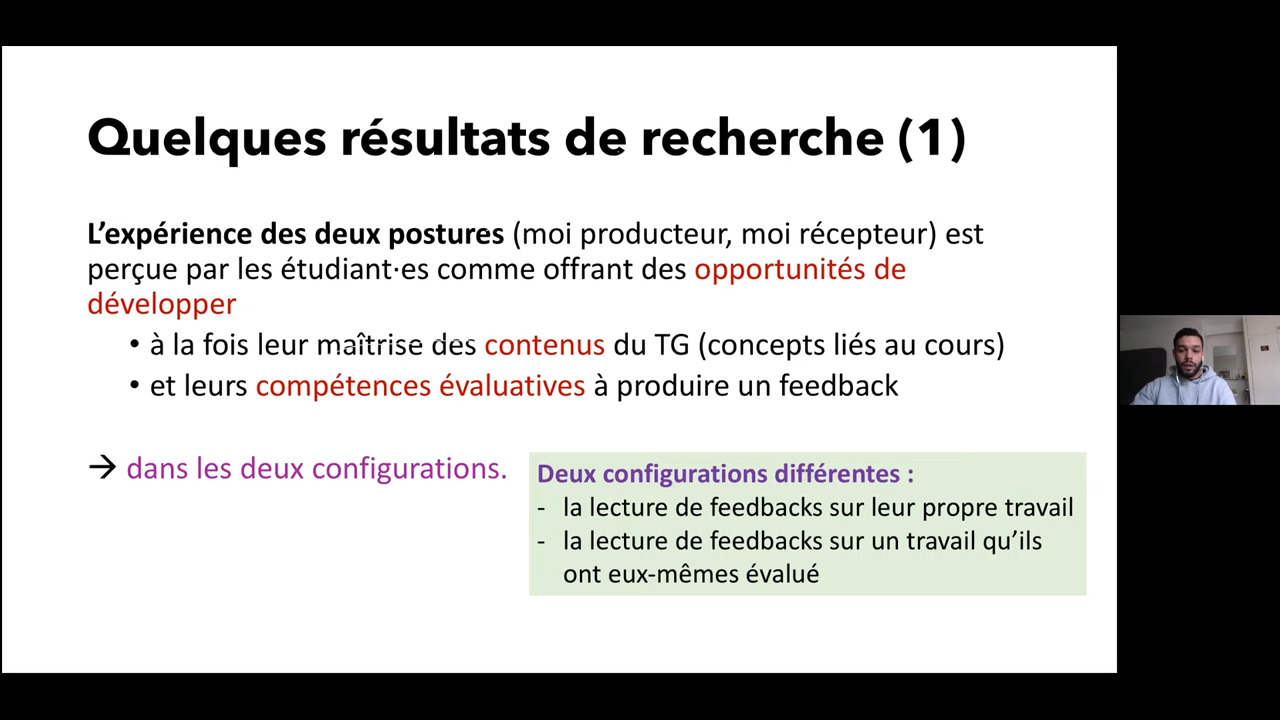 Quelques résultats de recherche (1)
L’expérience des deux postures (moi producteur, moi récepteur) est
perçue par les étudiant·es comme offrant des opportunités de
développer
• à la fois leur maîtrise des contenus du TG (concepts liés au cours)
• et leurs compétences évaluatives à produire un feedback
→ dans les deux configurations.
Deux configurations différentes :
- la lecture de feedbacks sur leur propre travail
- la lecture de feedbacks sur un travail qu’ils
ont eux-mêmes évalué